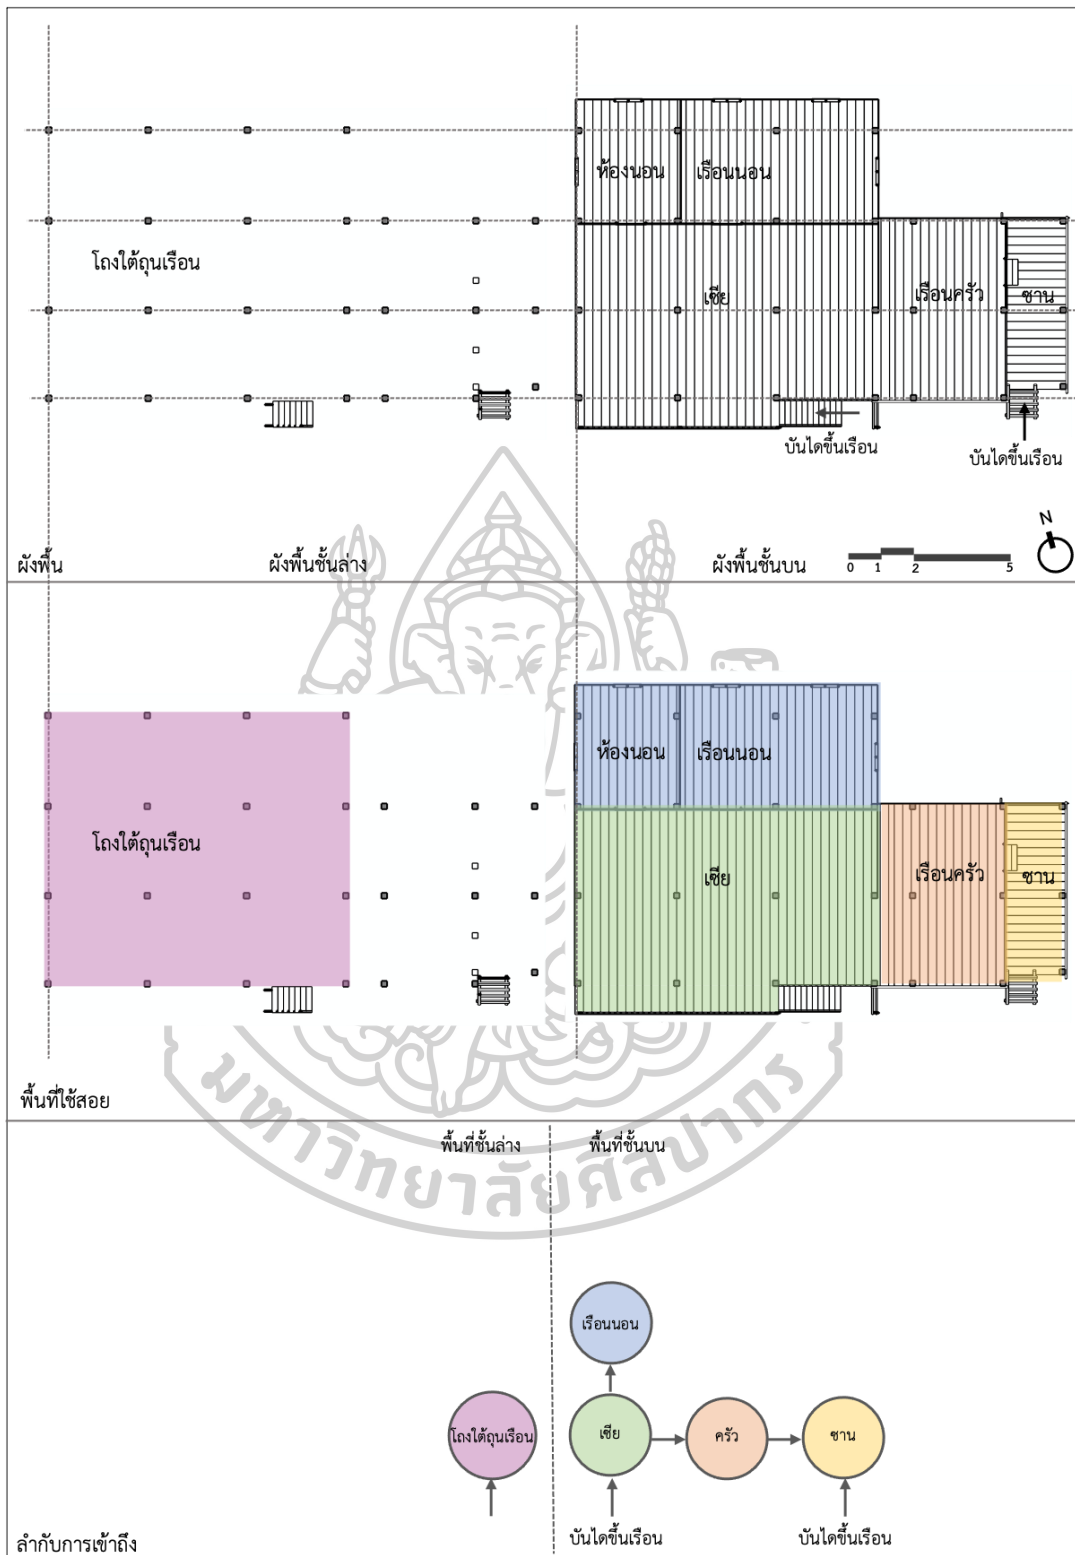 ห้องนอน เรือนนอน
โถงใต้ถุนเรือน
เซีย เรือนครัว ชาน
บันไดขึ้นเรือน
บันไดขึ้นเรือน
N
ผังพื้น ผังพื้นชั้นล่าง ผังพื้นชั้นบน
0 1 2 5
ห้องนอน เรือนนอน
โถงใต้ถุนเรือน
เซีย เรือนครัว ชาน
พื้นที่ใช้สอย
มหาวิทยาลัยศิลปากร
พื้นที่ชั้นล่าง พื้นที่ชั้นบน
เรือนนอน
โถงใต้ถุนเรือน เซีย ครัว ชาน
บันไดขึ้นเรือน บันไดขึ้นเรือน
ลำกับการเข้าถึง